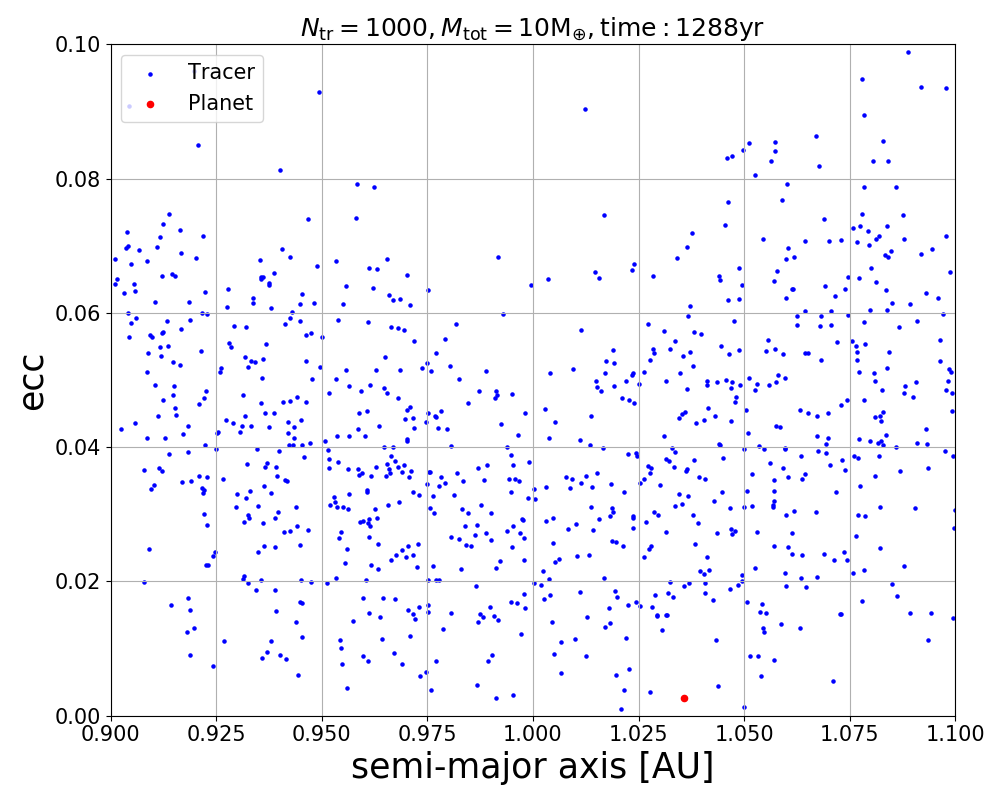 N_tr = 1000, M_tot = 10M_⊕, time : 1288yr
Tracer
Planet
ecc
0.10
0.08
0.06
0.04
0.02
0.00
0.900 0.925 0.950 0.975 1.000 1.025 1.050 1.075 1.100
semi-major axis [AU]